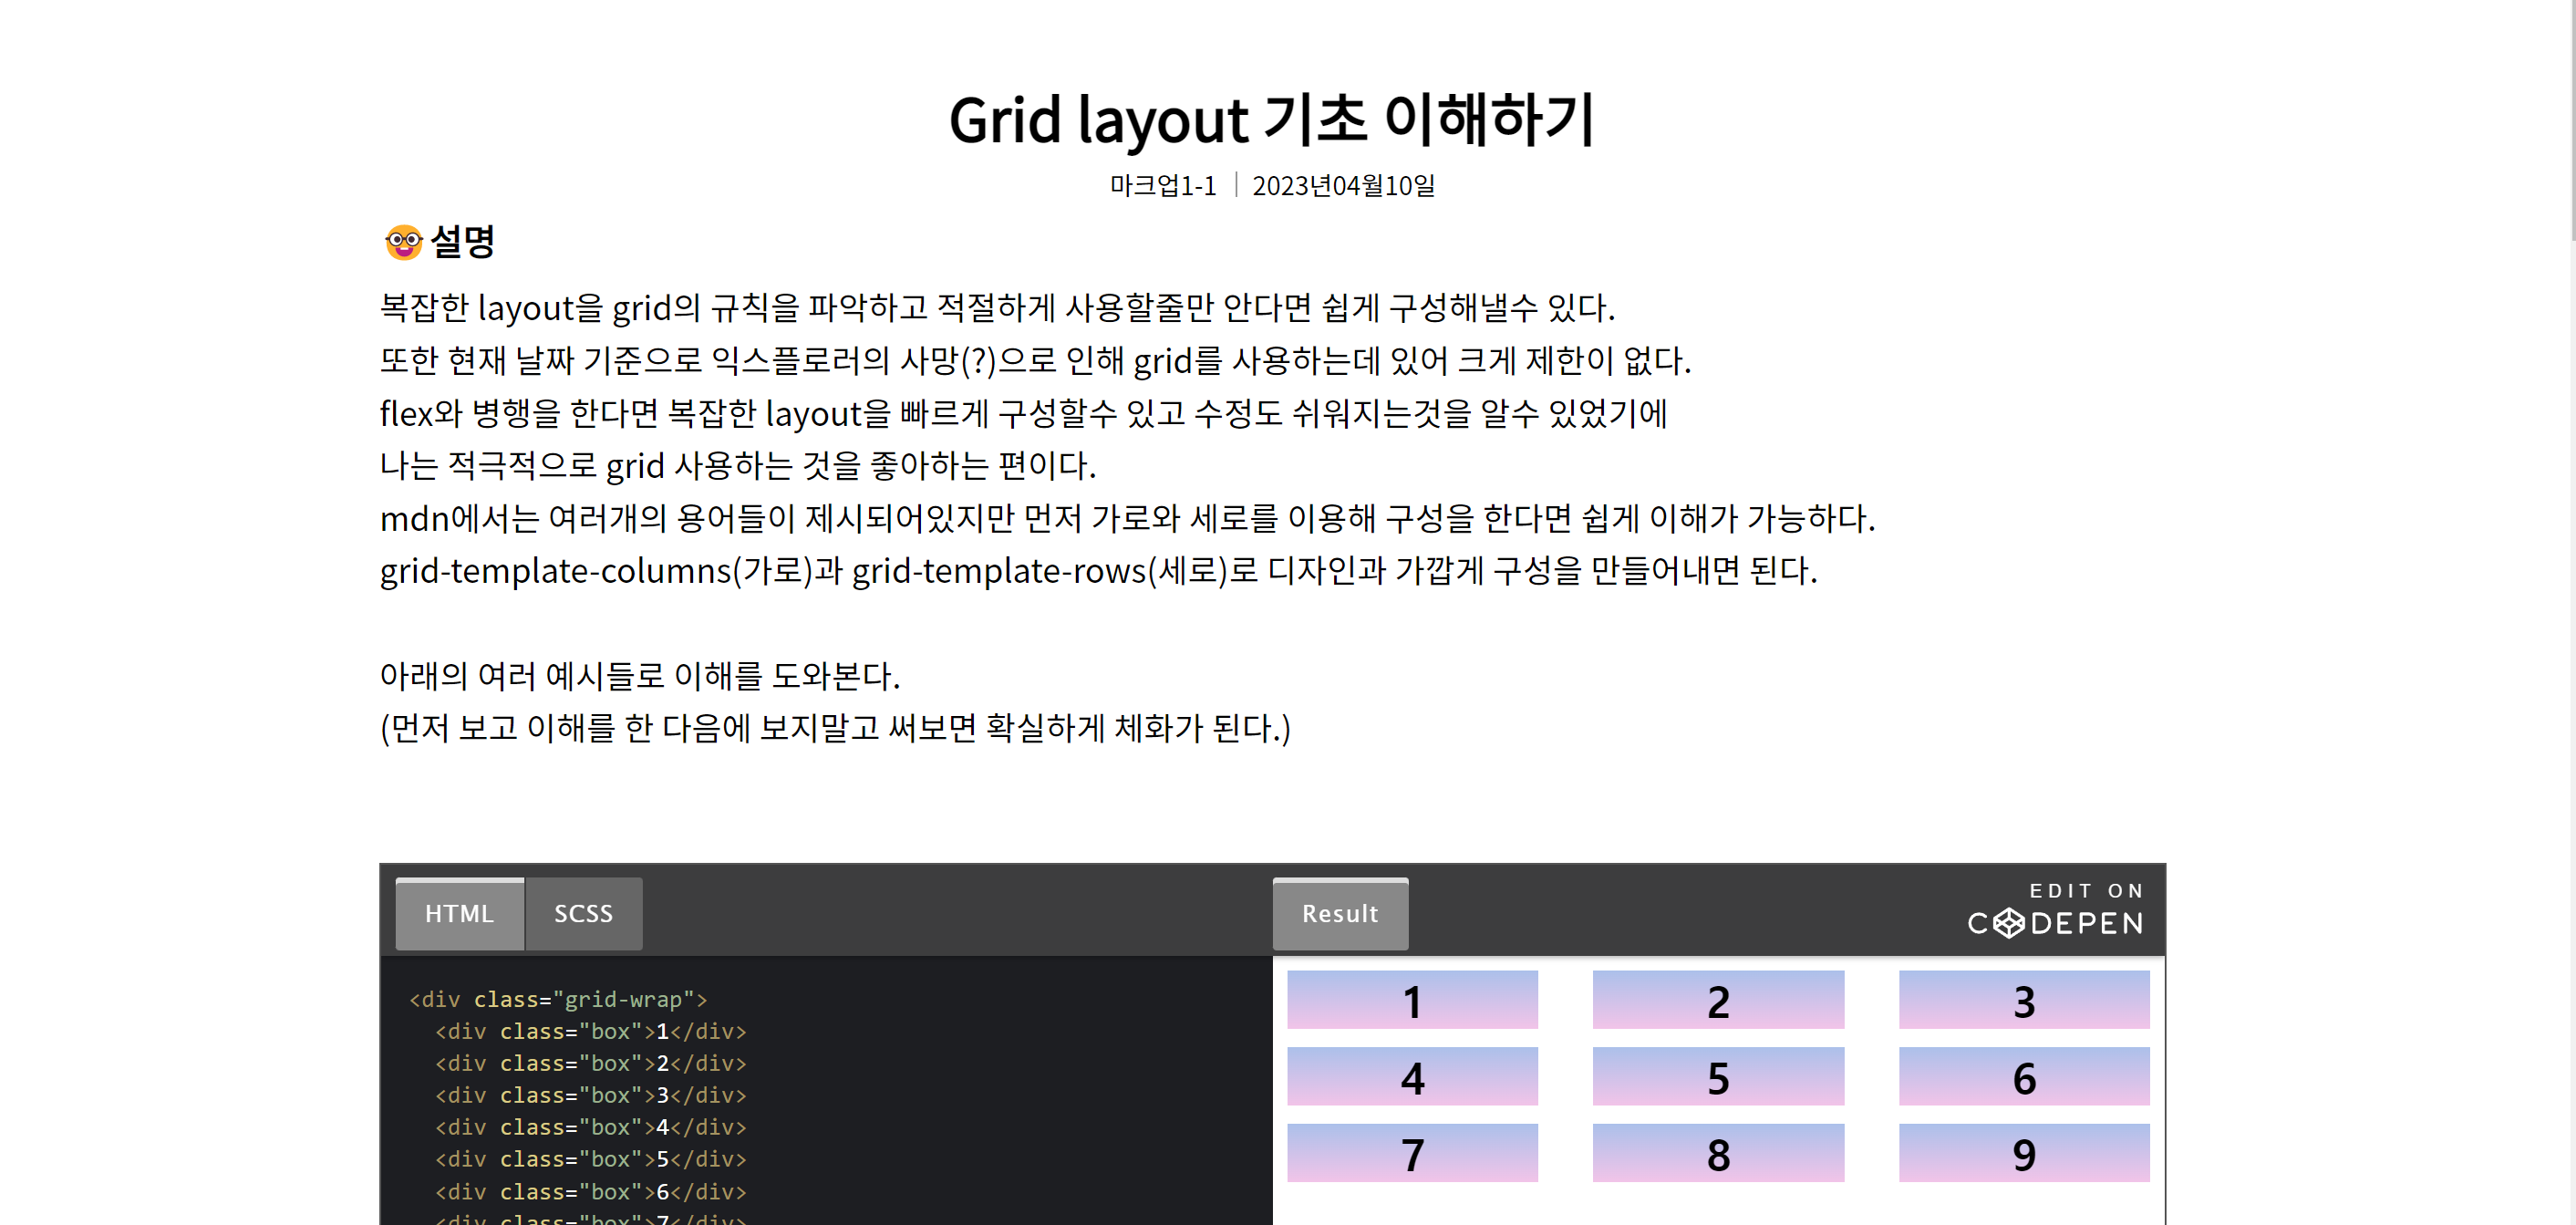 Grid layout 기초 이해하기
마크업1-1 | 2023년04월10일
🤓 설명
복잡한 layout을 grid의 규칙을 파악하고 적절하게 사용할줄만 안다면 쉽게 구성해낼수 있다.
또한 현재 날짜 기준으로 익스플로러의 사망(?)으로 인해 grid를 사용하는데 있어 크게 제한이 없다.
flex와 병행을 한다면 복잡한 layout을 빠르게 구성할수 있고 수정도 쉬워지는것을 알수 있었기에
나는 적극적으로 grid 사용하는 것을 좋아하는 편이다.
mdn에서는 여러개의 용어들이 제시되어있지만 먼저 가로와 세로를 이용해 구성을 한다면 쉽게 이해가 가능하다.
grid-template-columns(가로)과 grid-template-rows(세로)로 디자인과 가깝게 구성을 만들어내면 된다.
아래의 여러 예시들로 이해를 도와본다.
(먼저 보고 이해를 한 다음에 보지말고 써보면 확실하게 체화가 된다.)
HTML SCSS
Result
EDIT ON
CODEPEN
<div class="grid-wrap">
<div class="box">1</div>
<div class="box">2</div>
<div class="box">3</div>
<div class="box">4</div>
<div class="box">5</div>
<div class="box">6</div>
<div class="box">7</div>
1 2 3
4 5 6
7 8 9